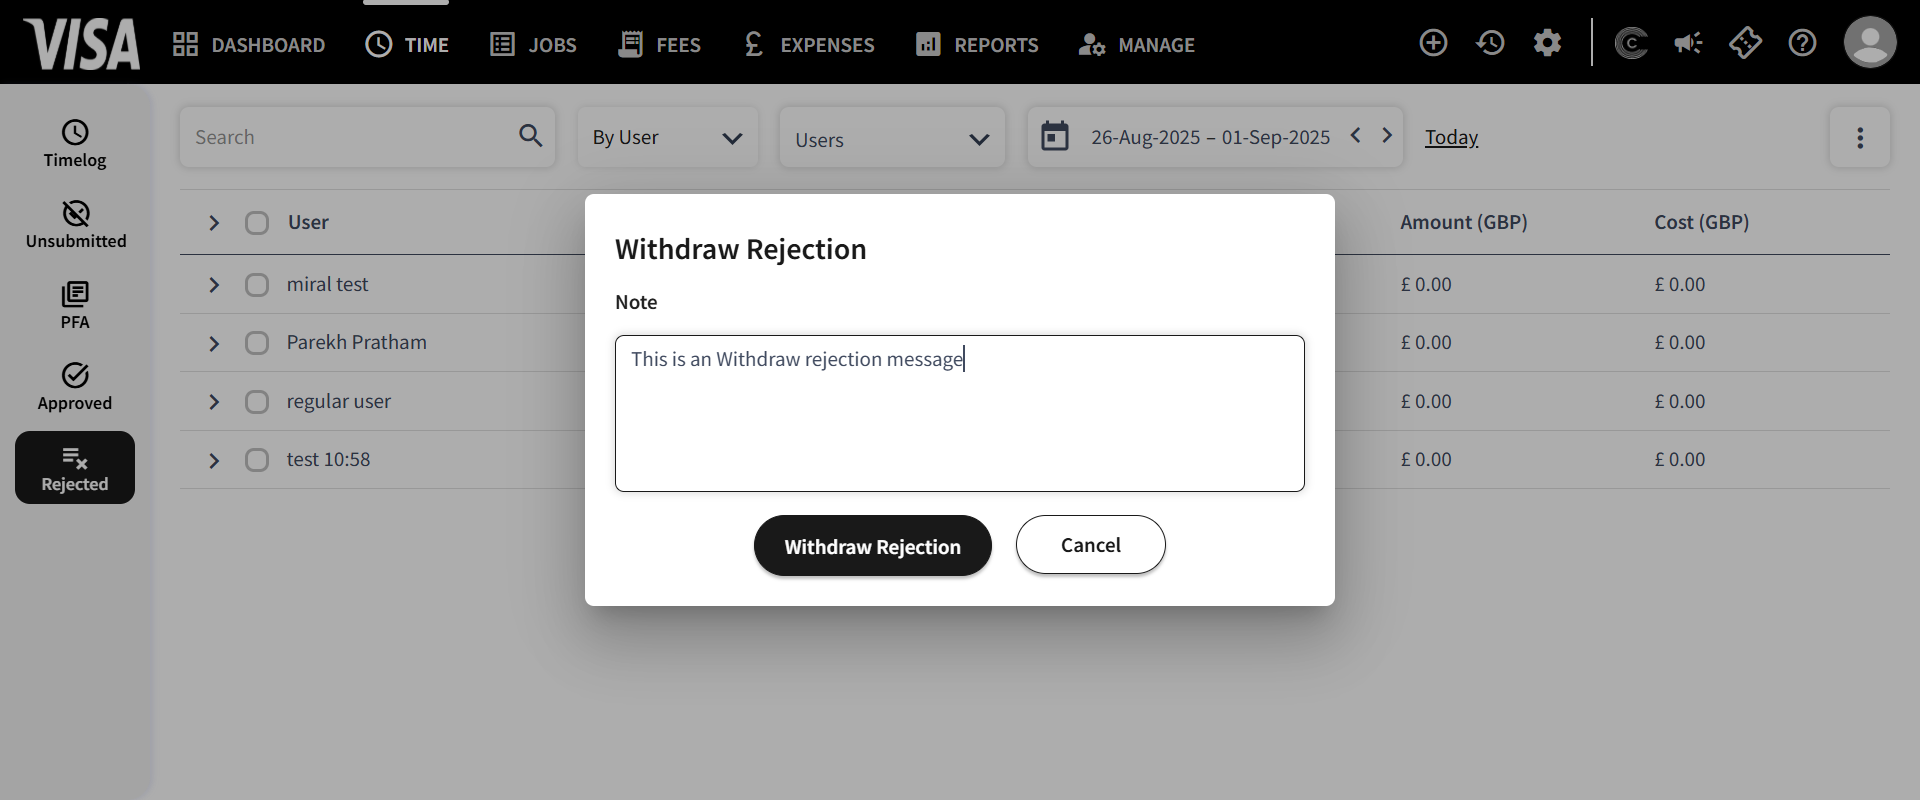 VISA
DASHBOARD TIME JOBS FEES EXPENSES REPORTS MANAGE
Timelog
Unsubmitted
PFA
Approved
Rejected
Search By User Users 26-Aug-2025 – 01-Sep-2025 Today
User Amount (GBP) Cost (GBP)
miral test £ 0.00 £ 0.00
Parekh Pratham £ 0.00 £ 0.00
regular user £ 0.00 £ 0.00
test 10:58 £ 0.00 £ 0.00
Withdraw Rejection
Note
This is an Withdraw rejection message
Withdraw Rejection Cancel